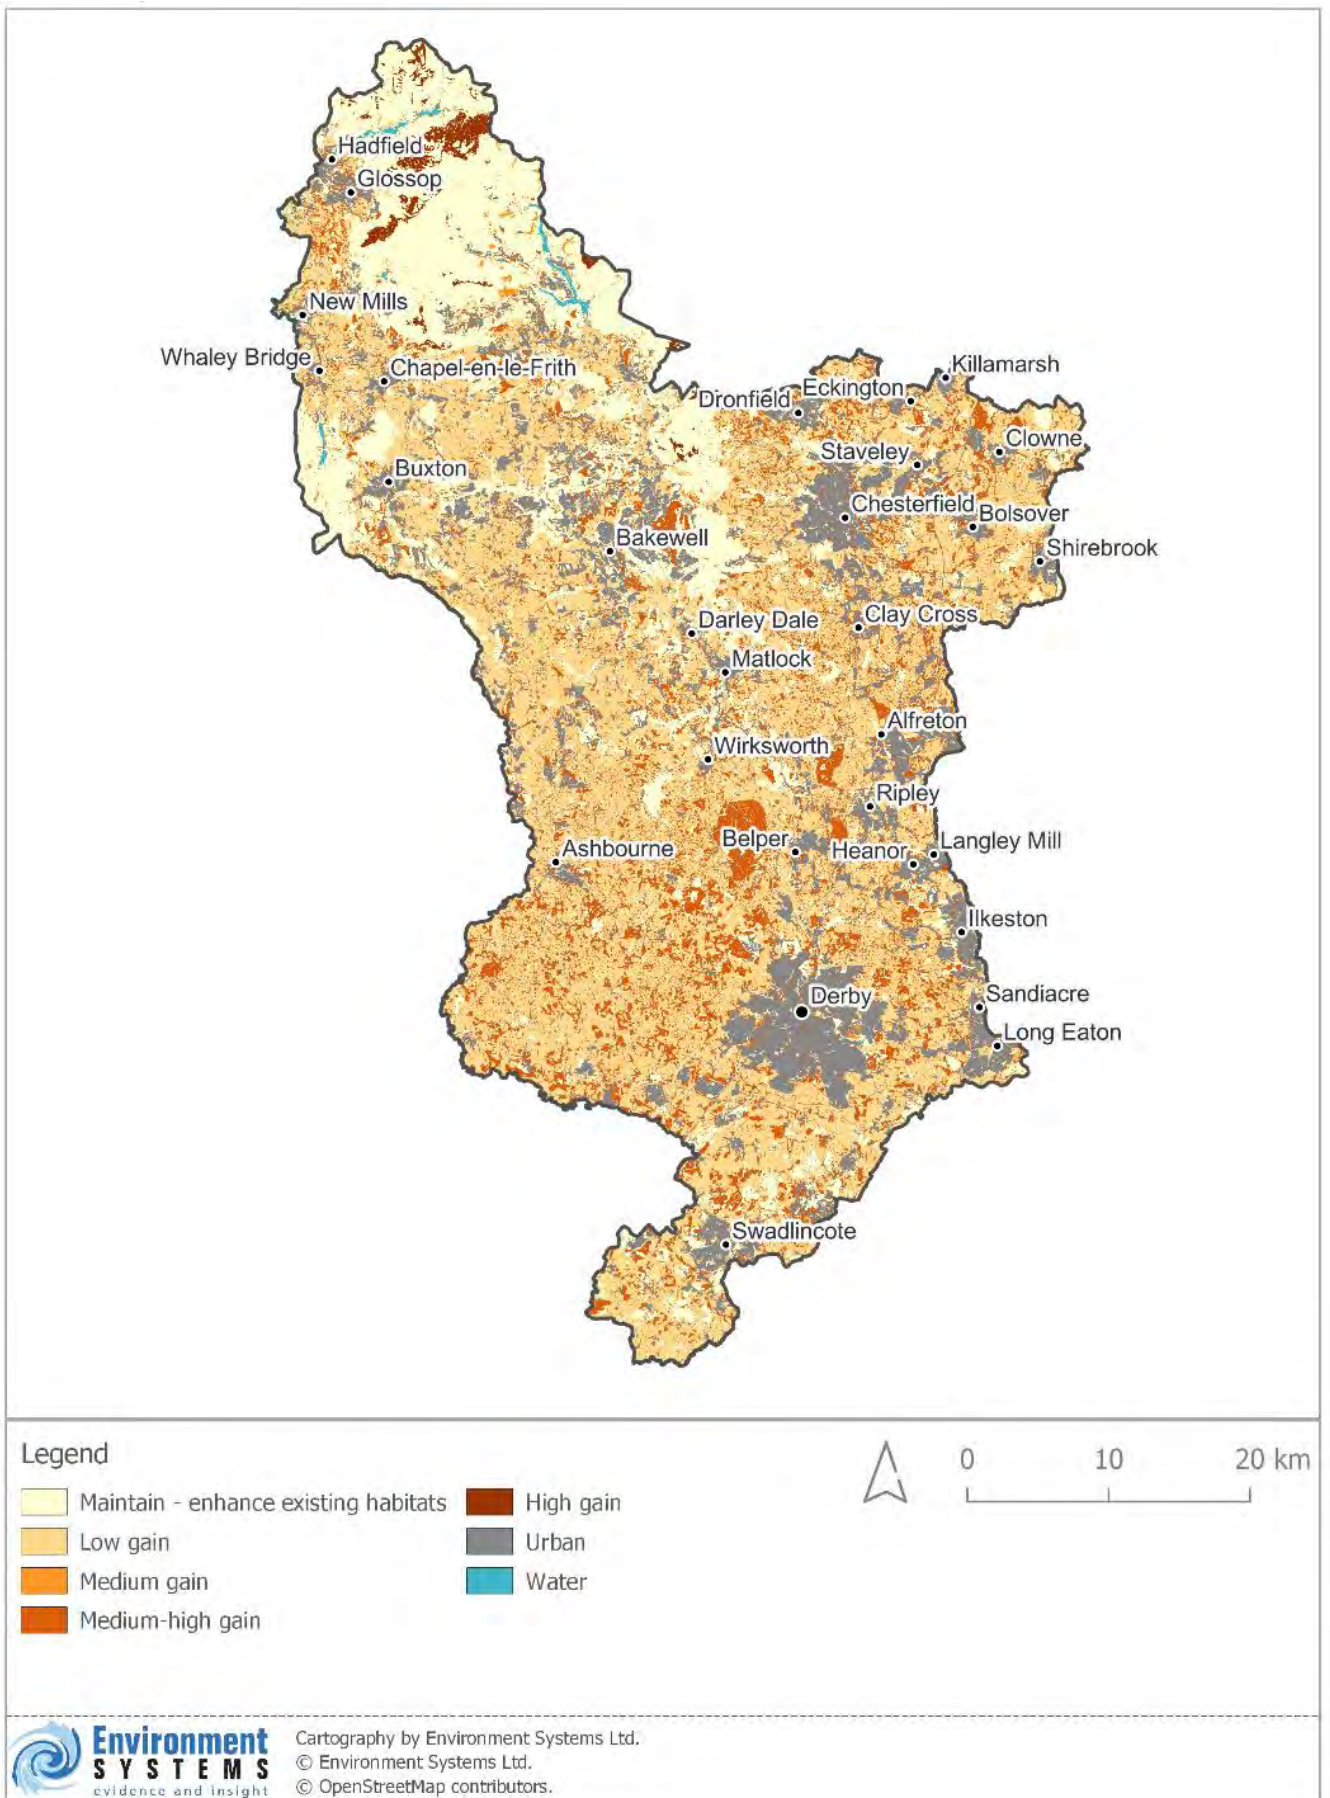 Hadfield
Glossop
New Mills
Whaley Bridge
Chapel-en-le-Frith
Killamarsh
Dronfield
Eckington
Clowne
Staveley
Buxton
Chesterfield
Bolsover
Bakewell
Shirebrook
Darley Dale
Clay Cross
Matlock
Alfreton
Wirksworth
Ripley
Belper
Heanor
Langley Mill
Ashbourne
Ilkeston
Derby
Sandiacre
Long Eaton
Swadlincote
Legend
0 10 20 km
Maintain - enhance existing habitats
High gain
Low gain
Urban
Medium gain
Water
Medium-high gain
Environment
SYSTEMS
evidence and insight
Cartography by Environment Systems Ltd.
© Environment Systems Ltd.
© OpenStreetMap contributors.